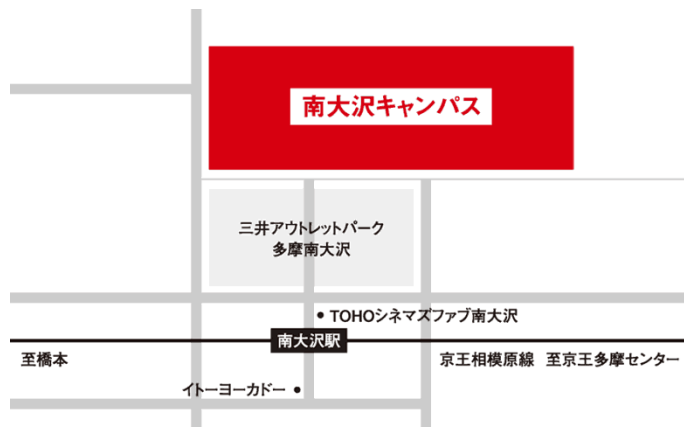 南大沢キャンパス
三井アウトレットパーク
多摩南大沢
TOHOシネマズファブ南大沢
南大沢駅
至橋本
京王相模原線 至京王多摩センター
イトーヨーカドー